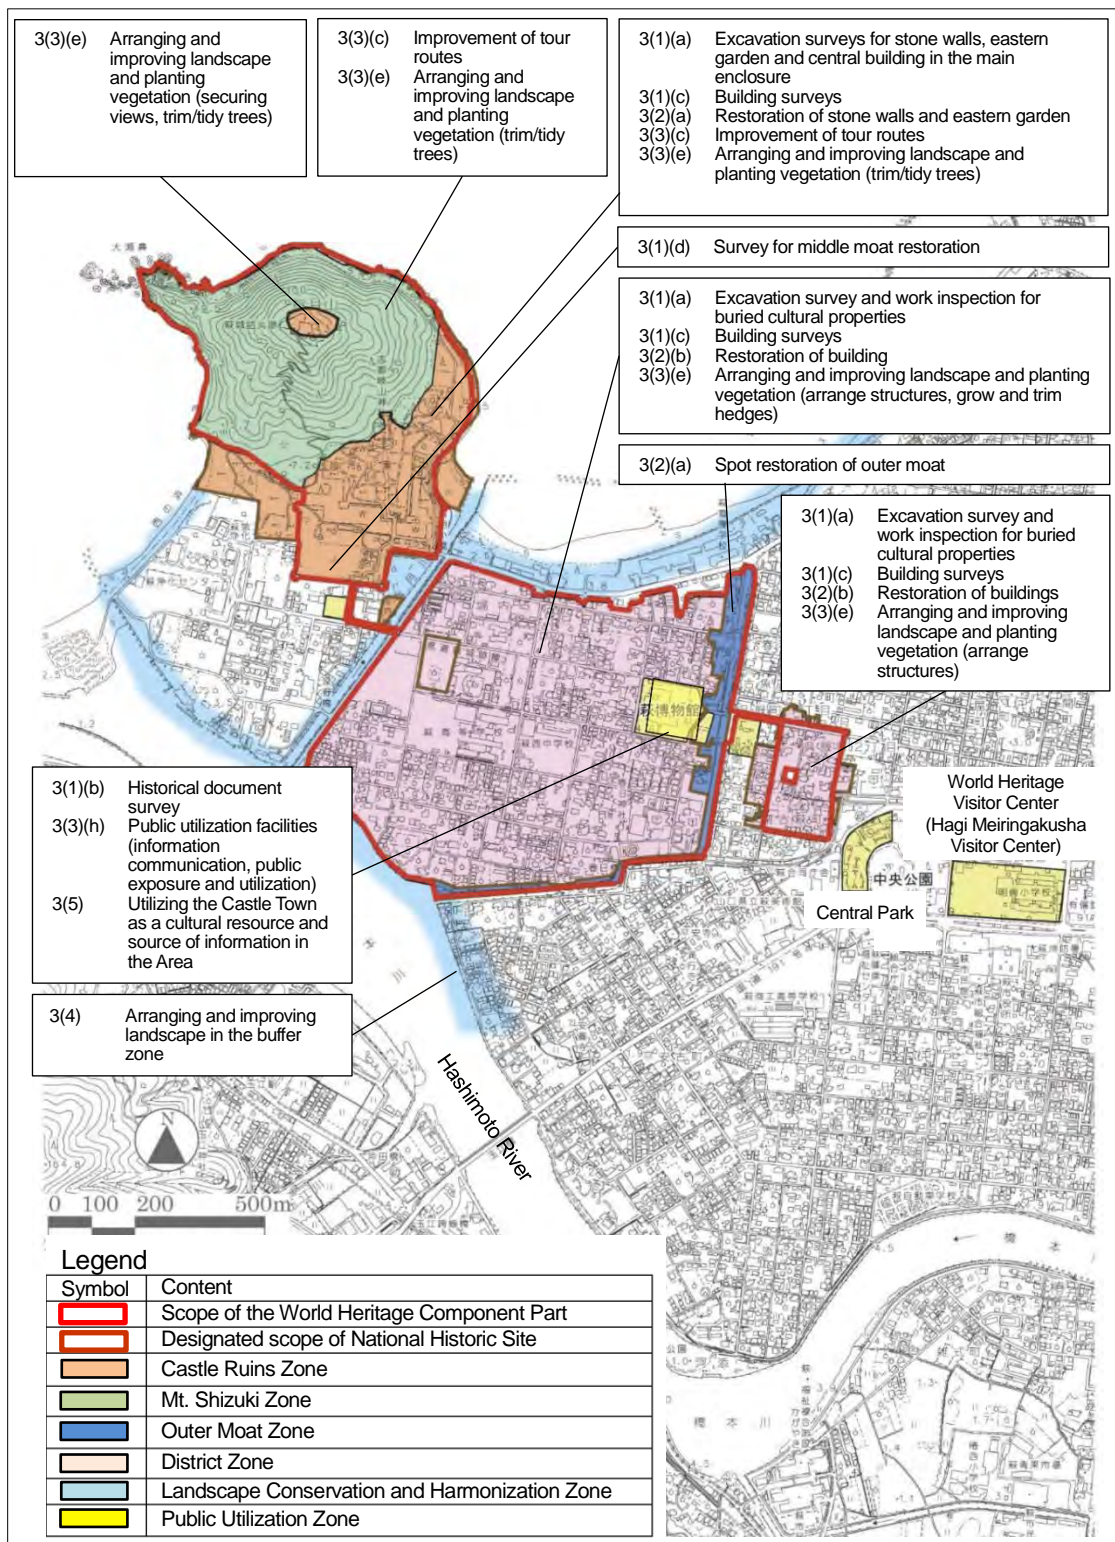 3(3)(e) Arranging and
improving landscape
and planting
vegetation (securing
views, trim/tidy trees)
3(3)(c) Improvement of tour
routes
3(3)(e) Arranging and
improving landscape
and planting
vegetation (trim/tidy
trees)
3(1)(a) Excavation surveys for stone walls, eastern
garden and central building in the main
enclosure
3(1)(c) Building surveys
3(2)(a) Restoration of stone walls and eastern garden
3(3)(c) Improvement of tour routes
3(3)(e) Arranging and improving landscape and
planting vegetation (trim/tidy trees)
3(1)(d) Survey for middle moat restoration
3(1)(a) Excavation survey and work inspection for
buried cultural properties
3(1)(c) Building surveys
3(2)(b) Restoration of building
3(3)(e) Arranging and improving landscape and planting
vegetation (arrange structures, grow and trim
hedges)
3(2)(a) Spot restoration of outer moat
3(1)(a) Excavation survey and
work inspection for buried
cultural properties
3(1)(c) Building surveys
3(2)(b) Restoration of buildings
3(3)(e) Arranging and improving
landscape and planting
vegetation (arrange
structures)
萩博物館
World Heritage
Visitor Center
(Hagi Meiringakusha
Visitor Center)
中央公園
Central Park
明倫小学校
3(1)(b) Historical document
survey
3(3)(h) Public utilization facilities
(information
communication, public
exposure and utilization)
3(5) Utilizing the Castle Town
as a cultural resource and
source of information in
the Area
3(4) Arranging and improving
landscape in the buffer
zone
Hashimoto River
N
0 100 200 500m
橋本川
Legend
Symbol Content
Scope of the World Heritage Component Part
Designated scope of National Historic Site
Castle Ruins Zone
Mt. Shizuki Zone
Outer Moat Zone
District Zone
Landscape Conservation and Harmonization Zone
Public Utilization Zone